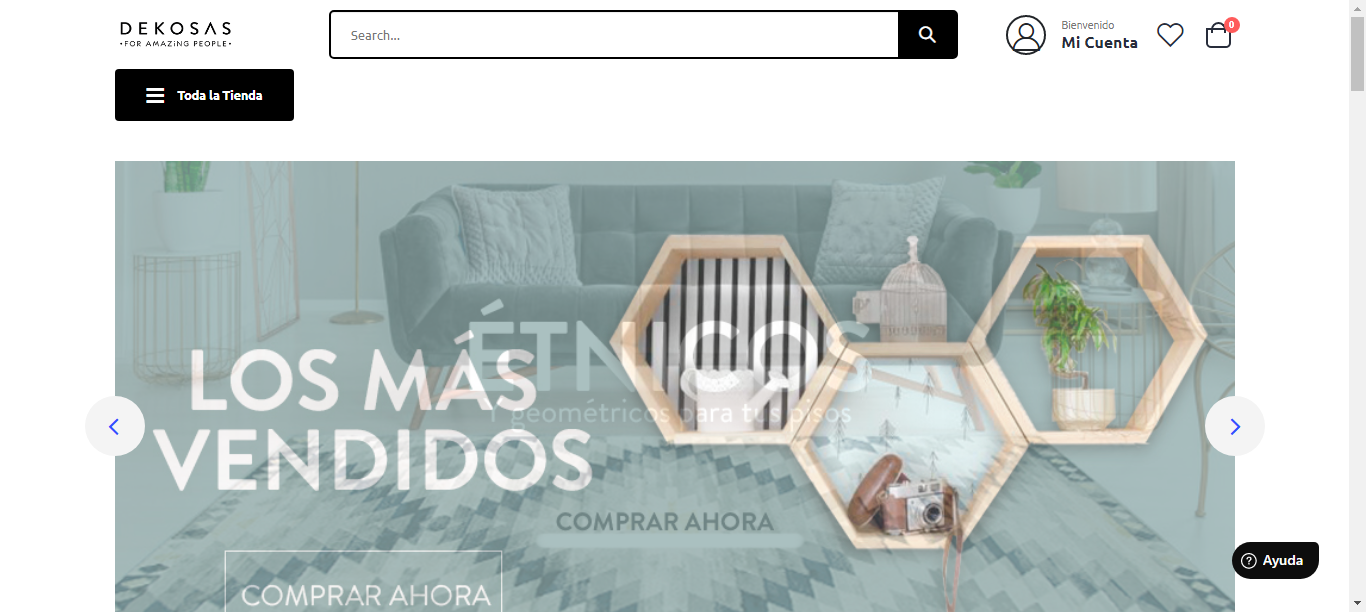 DEKOSAS
•FOR AMAZING PEOPLE•
Search...
Bienvenido
Mi Cuenta
0
Toda la Tienda
ÉTNICOS
Y geométricos para tus pisos
COMPRAR AHORA
LOS MÁS
VENDIDOS
COMPRAR AHORA
Ayuda